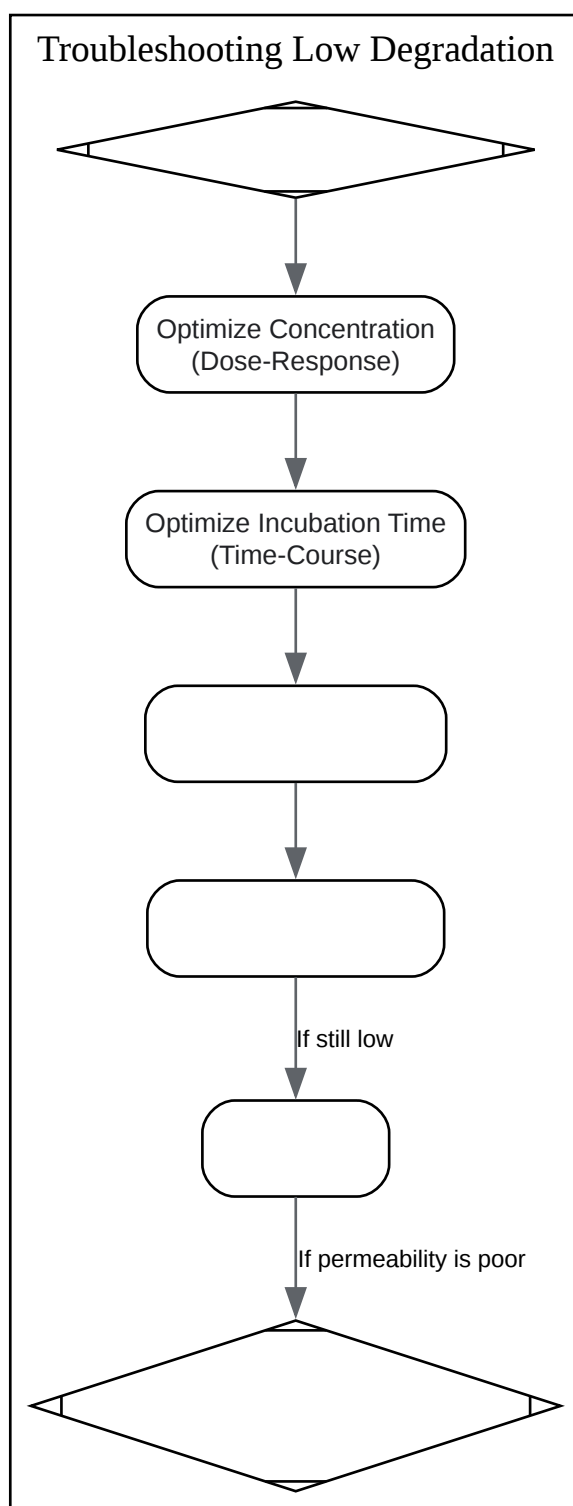 Troubleshooting Low Degradation
Optimize Concentration
(Dose-Response)
Optimize Incubation Time
(Time-Course)
If still low
If permeability is poor